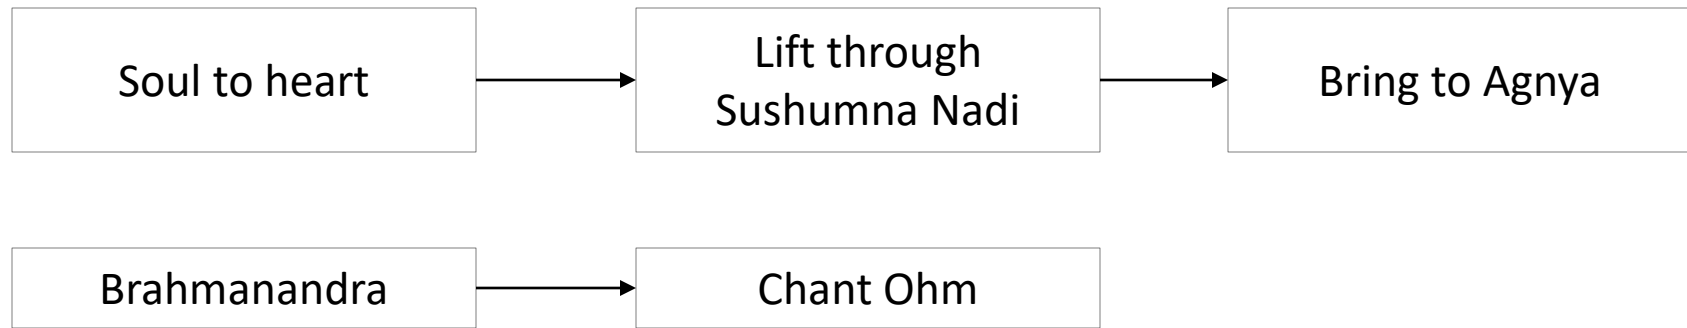 Soul to heart
Lift through
Sushumna Nadi
Bring to Agnya
Brahmanandra
Chant Ohm